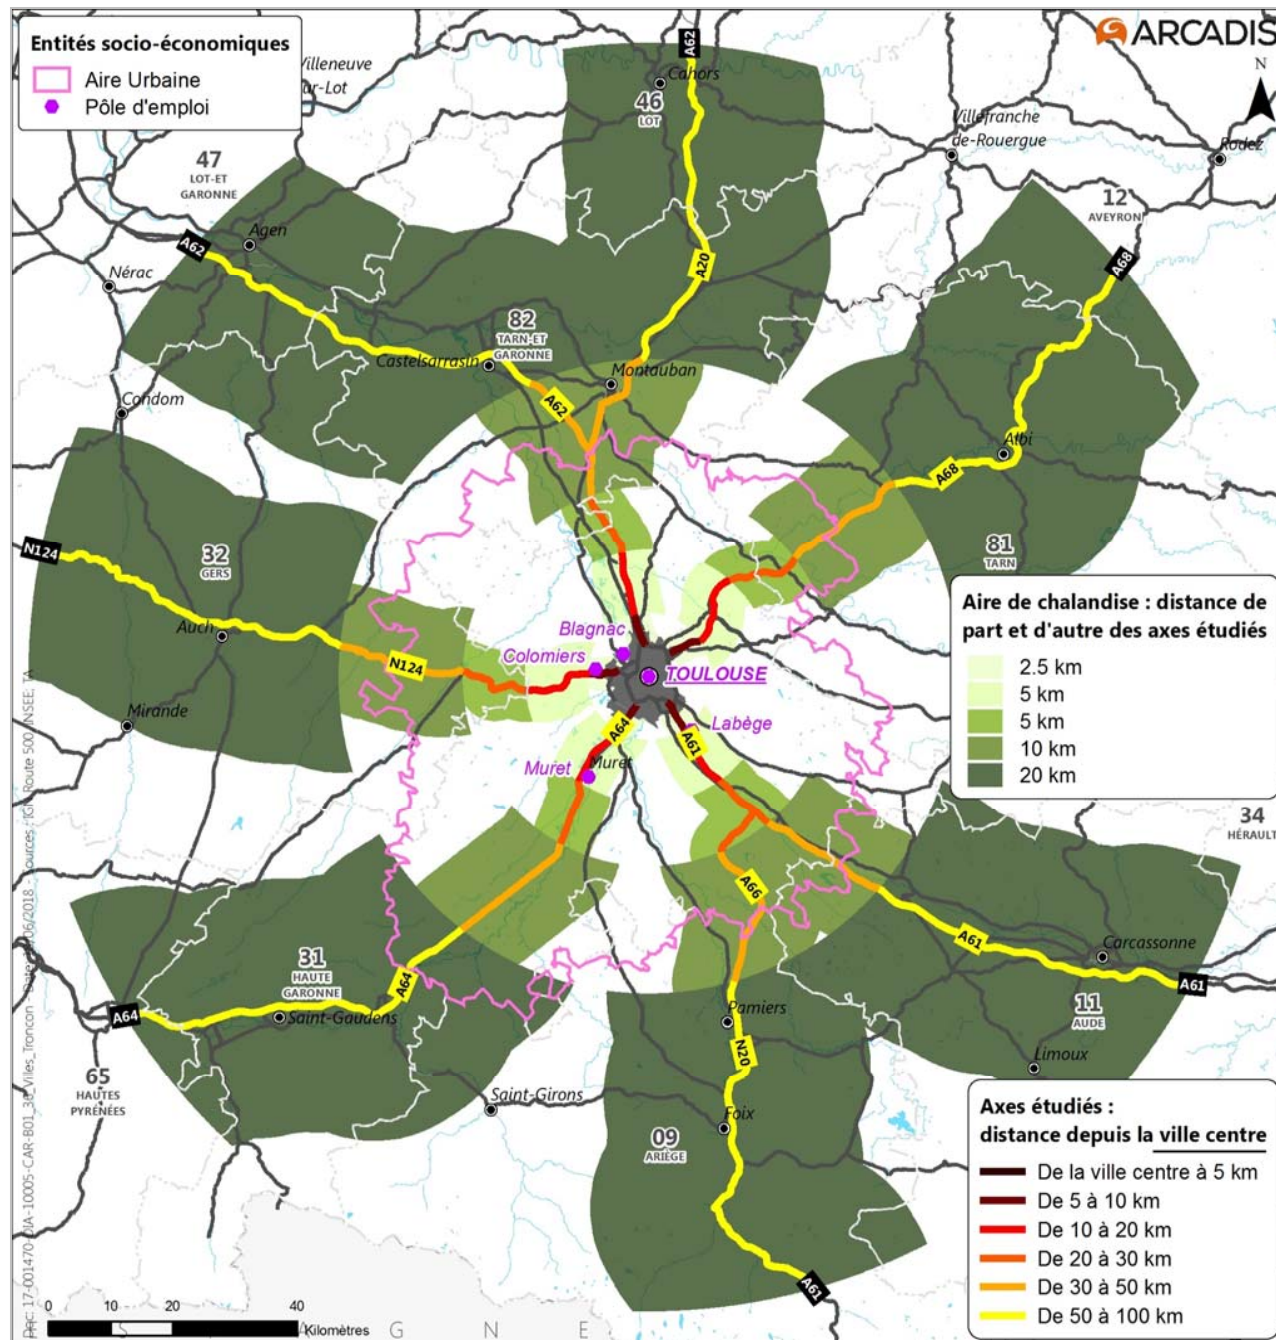 Entités socio-économiques
Aire Urbaine
Pôle d'emploi
ARCADIS
N
A62
Cahors
46
LOT
Villeneuve
ur-Lot
Villefranche
de-Rouergue
Rodez
47
LOT-ET
GARONNE
12
AVEYRON
Agen
A62
A20
A68
Nérac
82
TARN-ET
GARONNE
Castelsarrasin
Montauban
A62
Condom
Albi
A68
81
TARN
N124
32
GERS
Auch
N124
Blagnac
Colomiers
TOULOUSE
Mirande
A64
A61
Labège
Muret
Muret
Aire de chalandise : distance de
part et d'autre des axes étudiés
2.5 km
5 km
5 km
10 km
20 km
34
HÉRAULT
A66
A61
Carcassonne
A61
31
HAUTE
GARONNE
A64
A64
Saint-Gaudens
Pamiers
N20
11
AUDE
Limoux
65
HAUTES
PYRÉNÉES
Saint-Girons
Foix
09
ARIÈGE
A61
Axes étudiés :
distance depuis la ville centre
De la ville centre à 5 km
De 5 à 10 km
De 10 à 20 km
De 20 à 30 km
De 30 à 50 km
De 50 à 100 km
0 10 20 40
Kilomètres
G N E